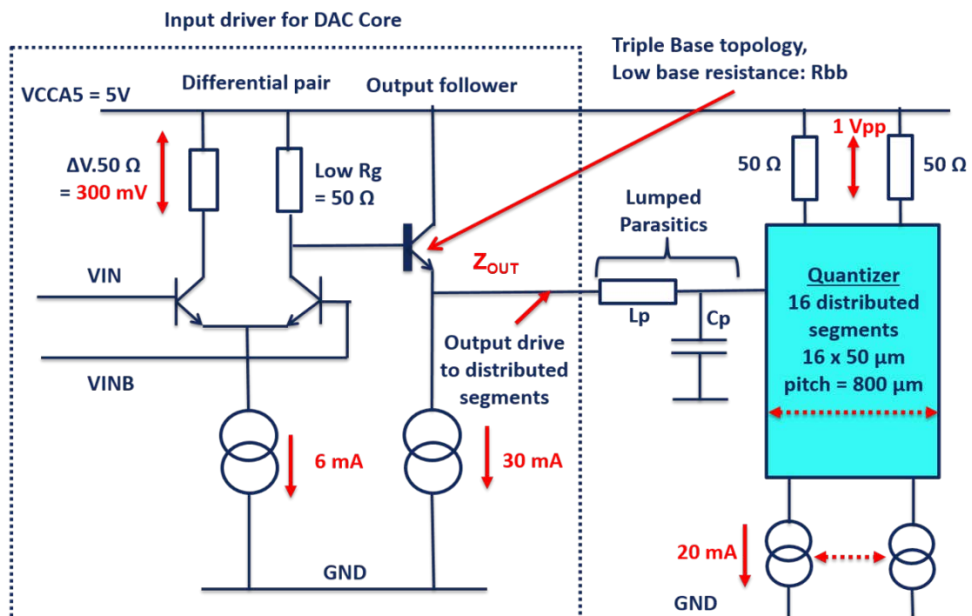 Input driver for DAC Core
Triple Base topology,
Low base resistance: Rbb
Differential pair
Output follower
VCCA5 = 5V
1 Vpp
ΔV.50 Ω
= 300 mV
Low Rg
= 50 Ω
50 Ω
50 Ω
Lumped
Parasitics
ZOUT
VIN
Lp
Cp
Quantizer
16 distributed
segments
16 x 50 µm
pitch = 800 µm
Output drive
to distributed
segments
VINB
6 mA
30 mA
20 mA
GND
GND